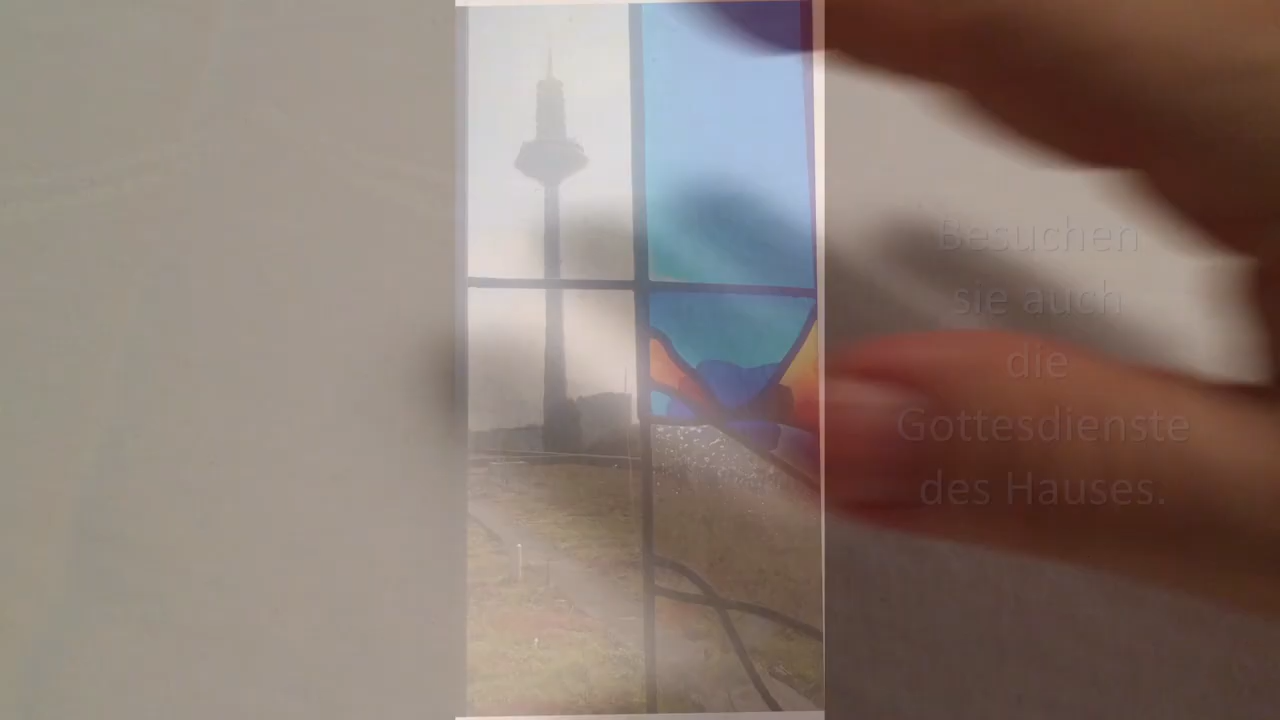 Besuchen
sie auch
die
Gottesdienste
des Hauses.